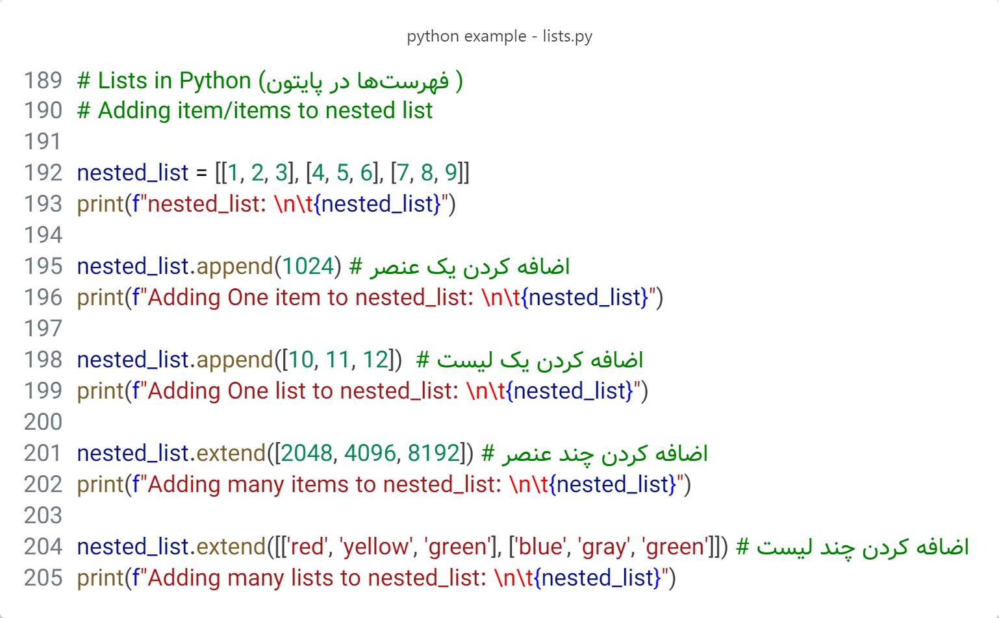 python example - lists.py
189 # Lists in Python (فهرست‌ها در پایتون )
190 # Adding item/items to nested list
191
192 nested_list = [[1, 2, 3], [4, 5, 6], [7, 8, 9]]
193 print(f"nested_list: \n\t{nested_list}")
194
195 nested_list.append(1024) # اضافه کردن یک عنصر
196 print(f"Adding One item to nested_list: \n\t{nested_list}")
197
198 nested_list.append([10, 11, 12])  # اضافه کردن یک لیست
199 print(f"Adding One list to nested_list: \n\t{nested_list}")
200
201 nested_list.extend([2048, 4096, 8192]) # اضافه کردن چند عنصر
202 print(f"Adding many items to nested_list: \n\t{nested_list}")
203
204 nested_list.extend([['red', 'yellow', 'green'], ['blue', 'gray', 'green']]) # اضافه کردن چند لیست
205 print(f"Adding many lists to nested_list: \n\t{nested_list}")